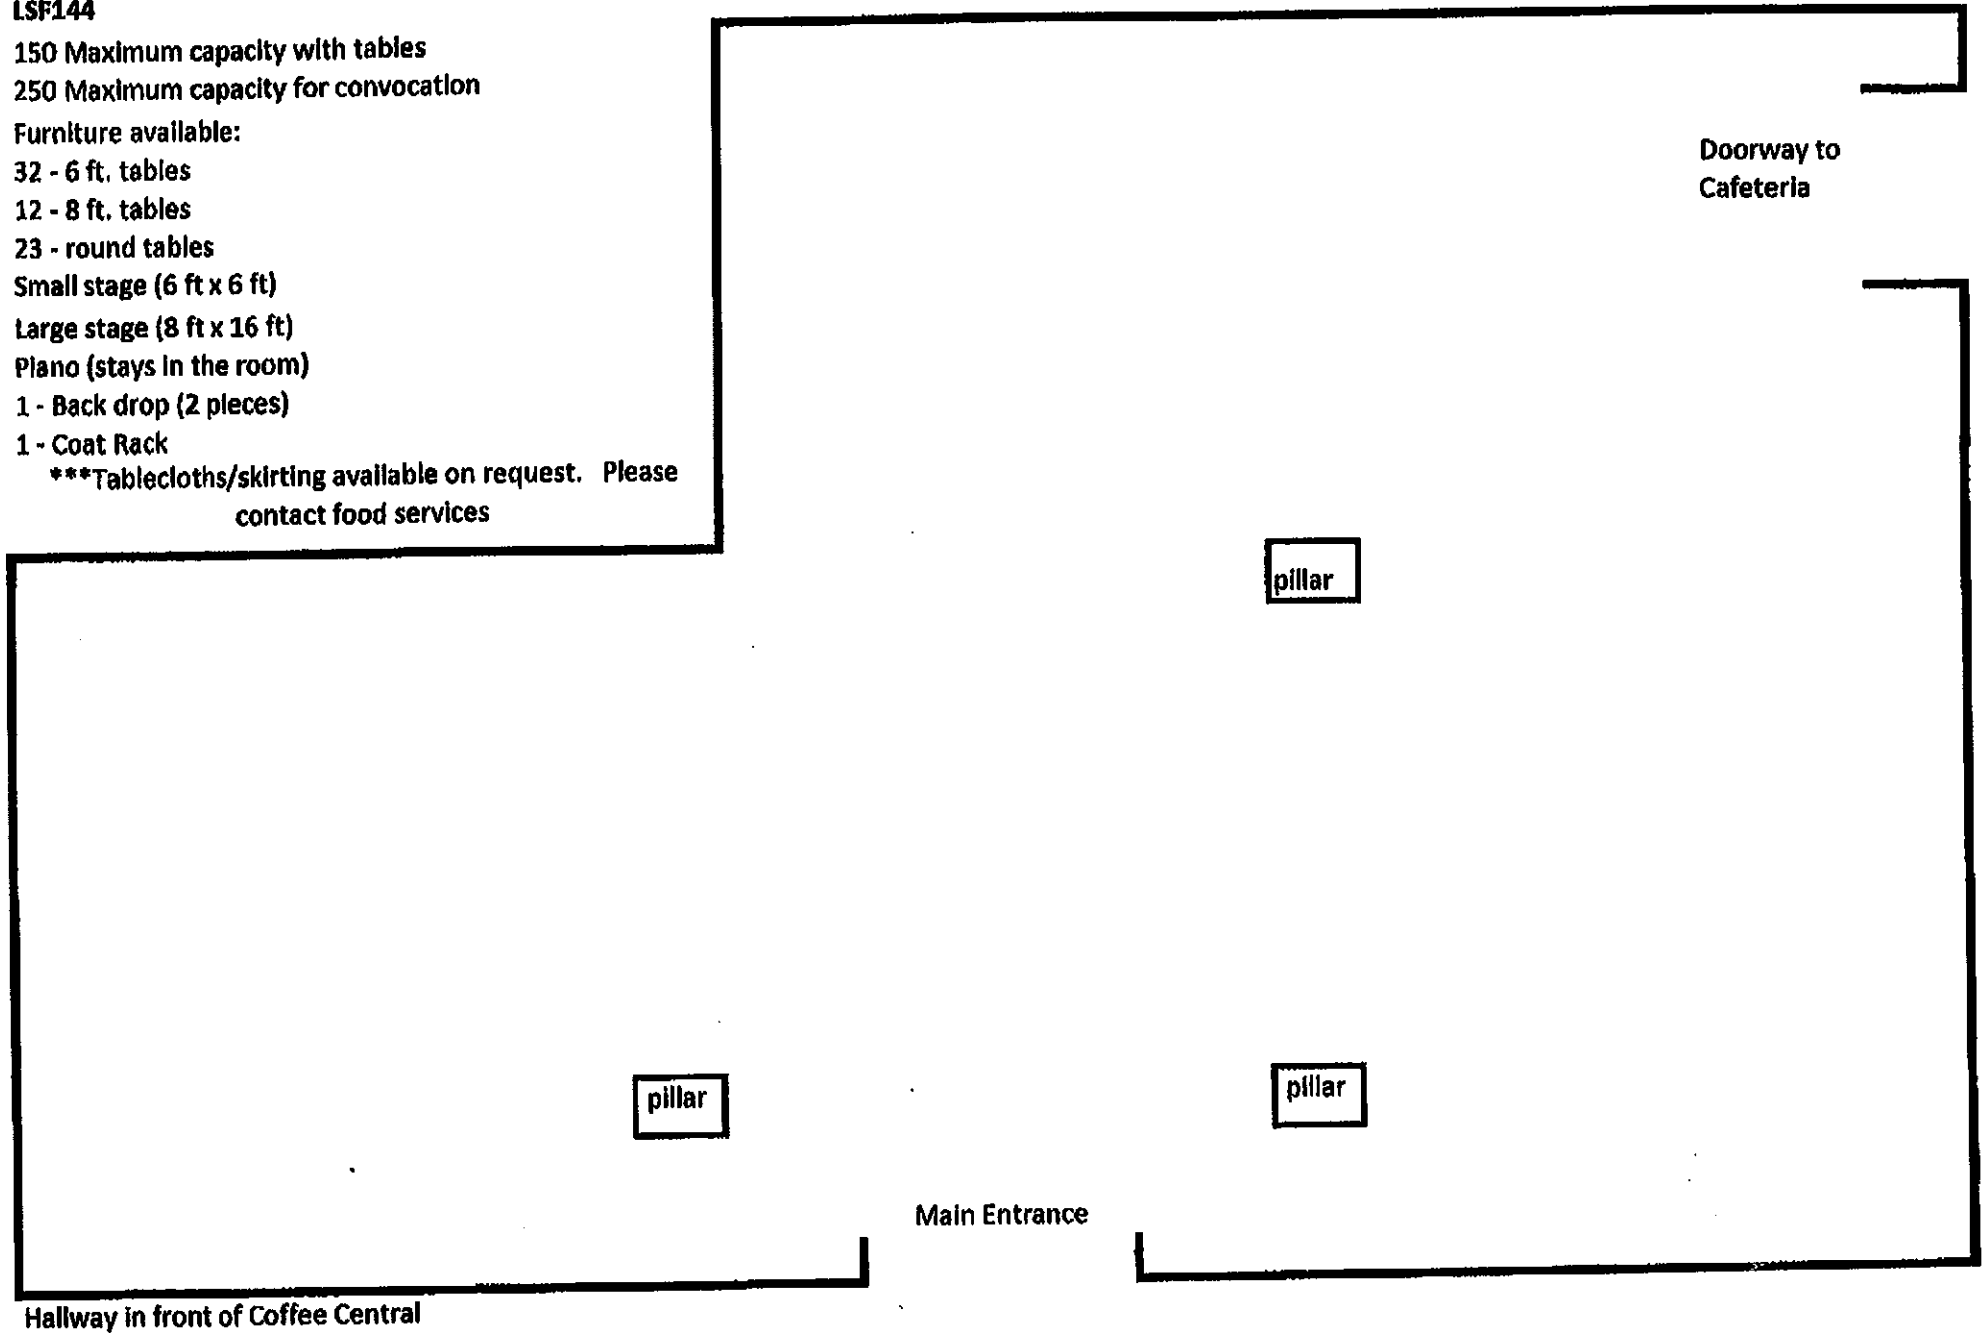 LSF144
150 Maximum capacity with tables
250 Maximum capacity for convocation
Furniture available:
32 - 6 ft. tables
12 - 8 ft. tables
23 - round tables
Small stage (6 ft x 6 ft)
Large stage (8 ft x 16 ft)
Piano (stays in the room)
1 - Back drop (2 pieces)
1 - Coat Rack
***Tablecloths/skirting available on request. Please
contact food services
Doorway to
Cafeteria
pillar
pillar
pillar
Main Entrance
Hallway in front of Coffee Central